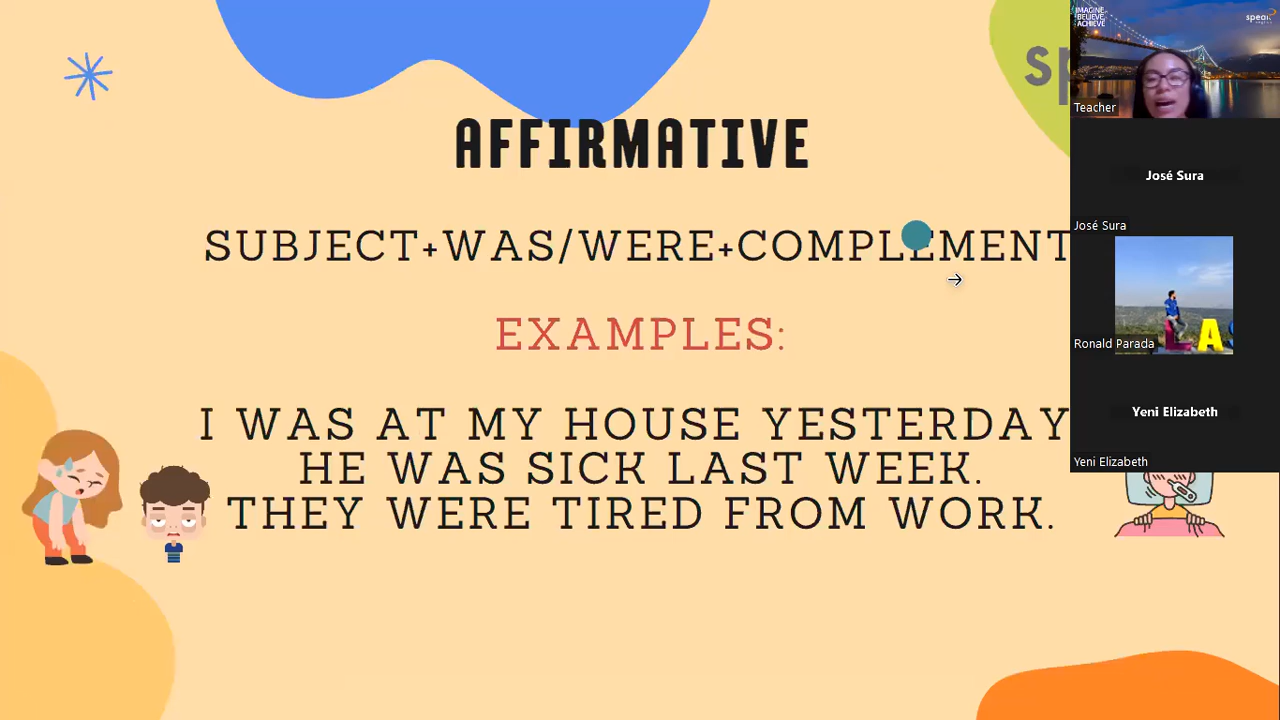 AFFIRMATIVE
SUBJECT+WAS/WERE+COMPLEMENT
EXAMPLES:
I WAS AT MY HOUSE YESTERDAY
HE WAS SICK LAST WEEK.
THEY WERE TIRED FROM WORK.
IMAGINE
BELIEVE
ACHIEVE
Teacher
José Sura
José Sura
LA
Ronald Parada
Yeni Elizabeth
Yeni Elizabeth